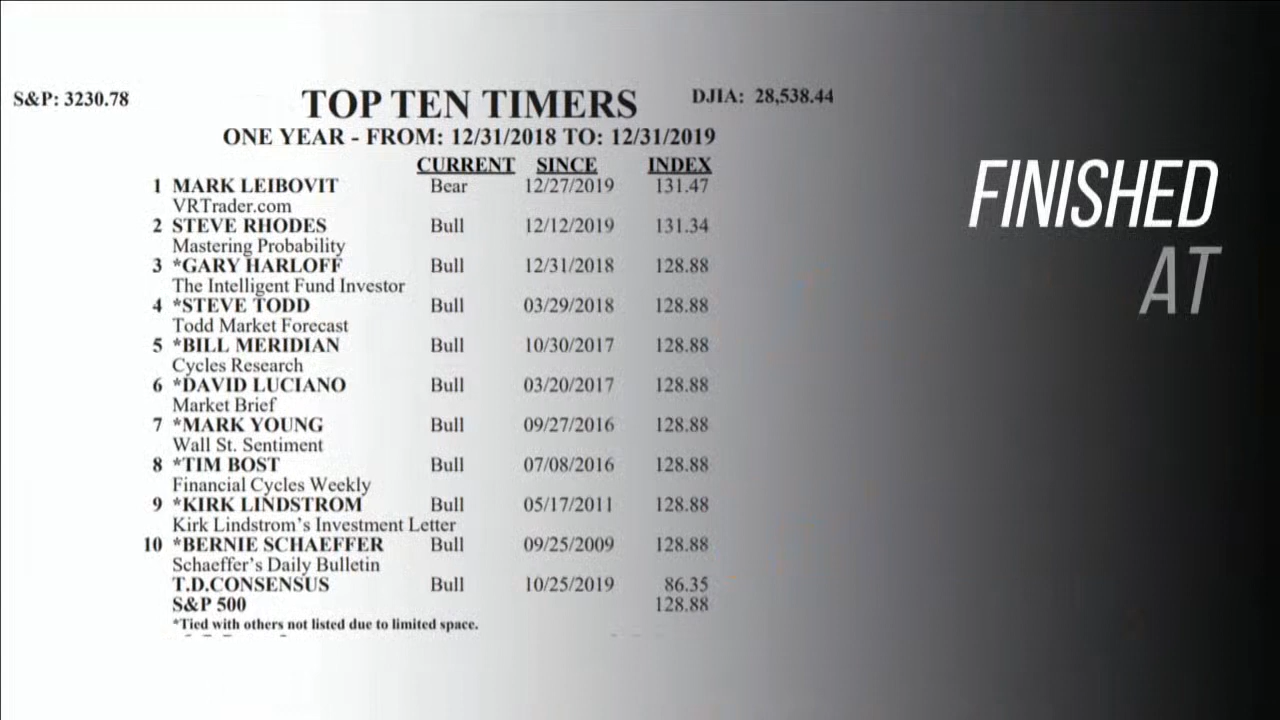 S&P: 3230.78
TOP TEN TIMERS
DJIA: 28,538.44
ONE YEAR - FROM: 12/31/2018 TO: 12/31/2019
CURRENT SINCE INDEX
1 MARK LEIBOVIT Bear 12/27/2019 131.47
VRTrader.com
2 STEVE RHODES Bull 12/12/2019 131.34
Mastering Probability
3 *GARY HARLOFF Bull 12/31/2018 128.88
The Intelligent Fund Investor
4 *STEVE TODD Bull 03/29/2018 128.88
Todd Market Forecast
5 *BILL MERIDIAN Bull 10/30/2017 128.88
Cycles Research
6 *DAVID LUCIANO Bull 03/20/2017 128.88
Market Brief
7 *MARK YOUNG Bull 09/27/2016 128.88
Wall St. Sentiment
8 *TIM BOST Bull 07/08/2016 128.88
Financial Cycles Weekly
9 *KIRK LINDSTROM Bull 05/17/2011 128.88
Kirk Lindstrom's Investment Letter
10 *BERNIE SCHAEFFER Bull 09/25/2009 128.88
Schaeffer's Daily Bulletin
T.D.CONSENSUS Bull 10/25/2019 86.35
S&P 500 128.88
*Tied with others not listed due to limited space.
FINISHED
AT